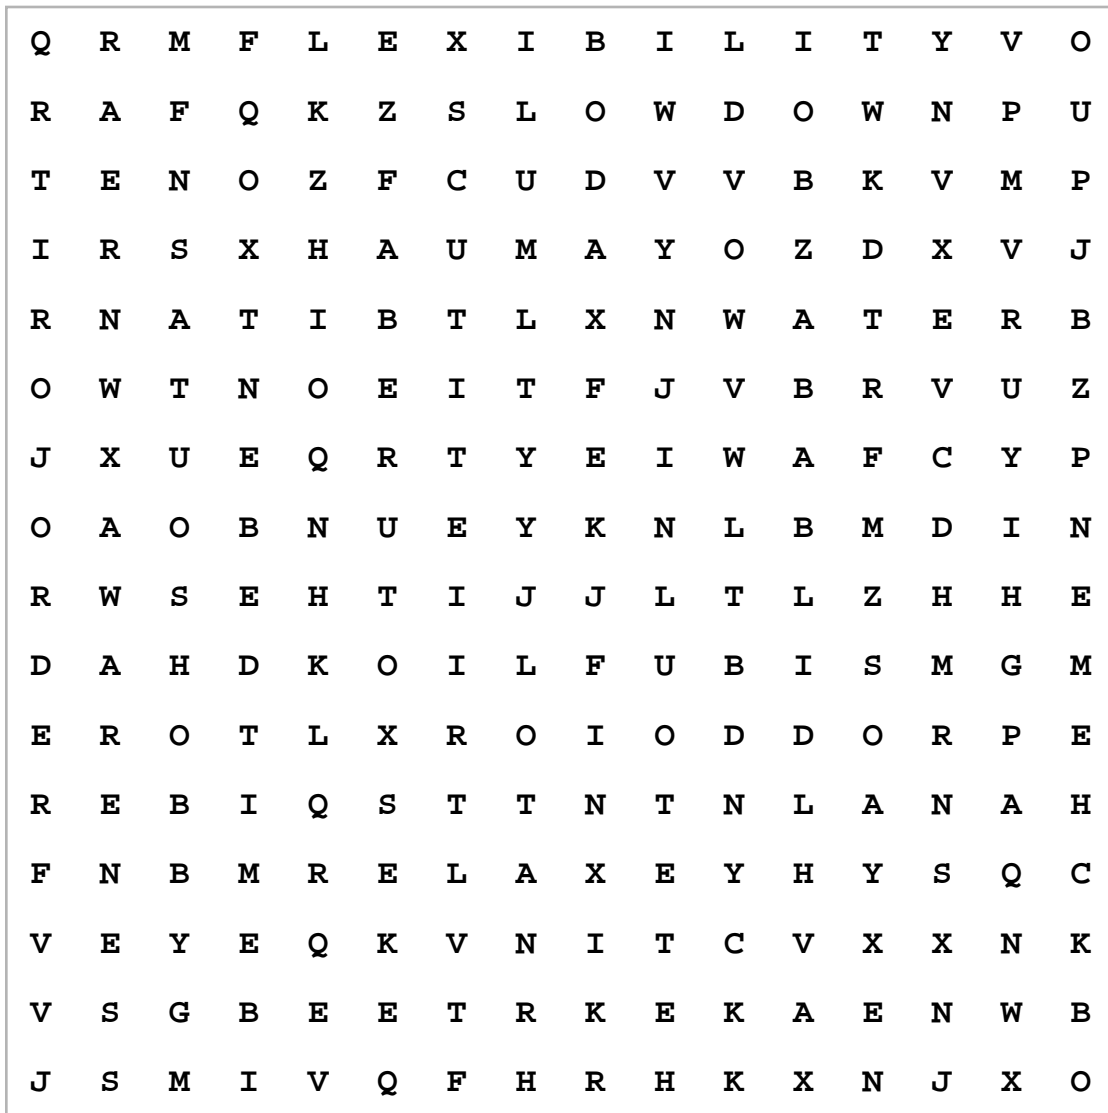 Q R M F L E X I B I L I T Y V O
R A F Q K Z S L O W D O W N P U
T E N O Z F C U D V V B K V M P
I R S X H A U M A Y O Z D X V J
R N A T I B T L X N W A T E R B
O W T N O E I T F J V B R V U Z
J X U E Q R T Y E I W A F C Y P
O A O B N U E Y K N L B M D I N
R W S E H T I J J L T L Z H H E
D A H D K O I L F U B I S M G M
E R O T L X R O I O D D O R P E
R E B I Q S T T N T N L A N A H
F N B M R E L A X E Y H Y S Q C
V E Y E Q K V N I T C V X X N K
V S G B E E T R K E K A E N W B
J S M I V Q F H R H K X N J X O